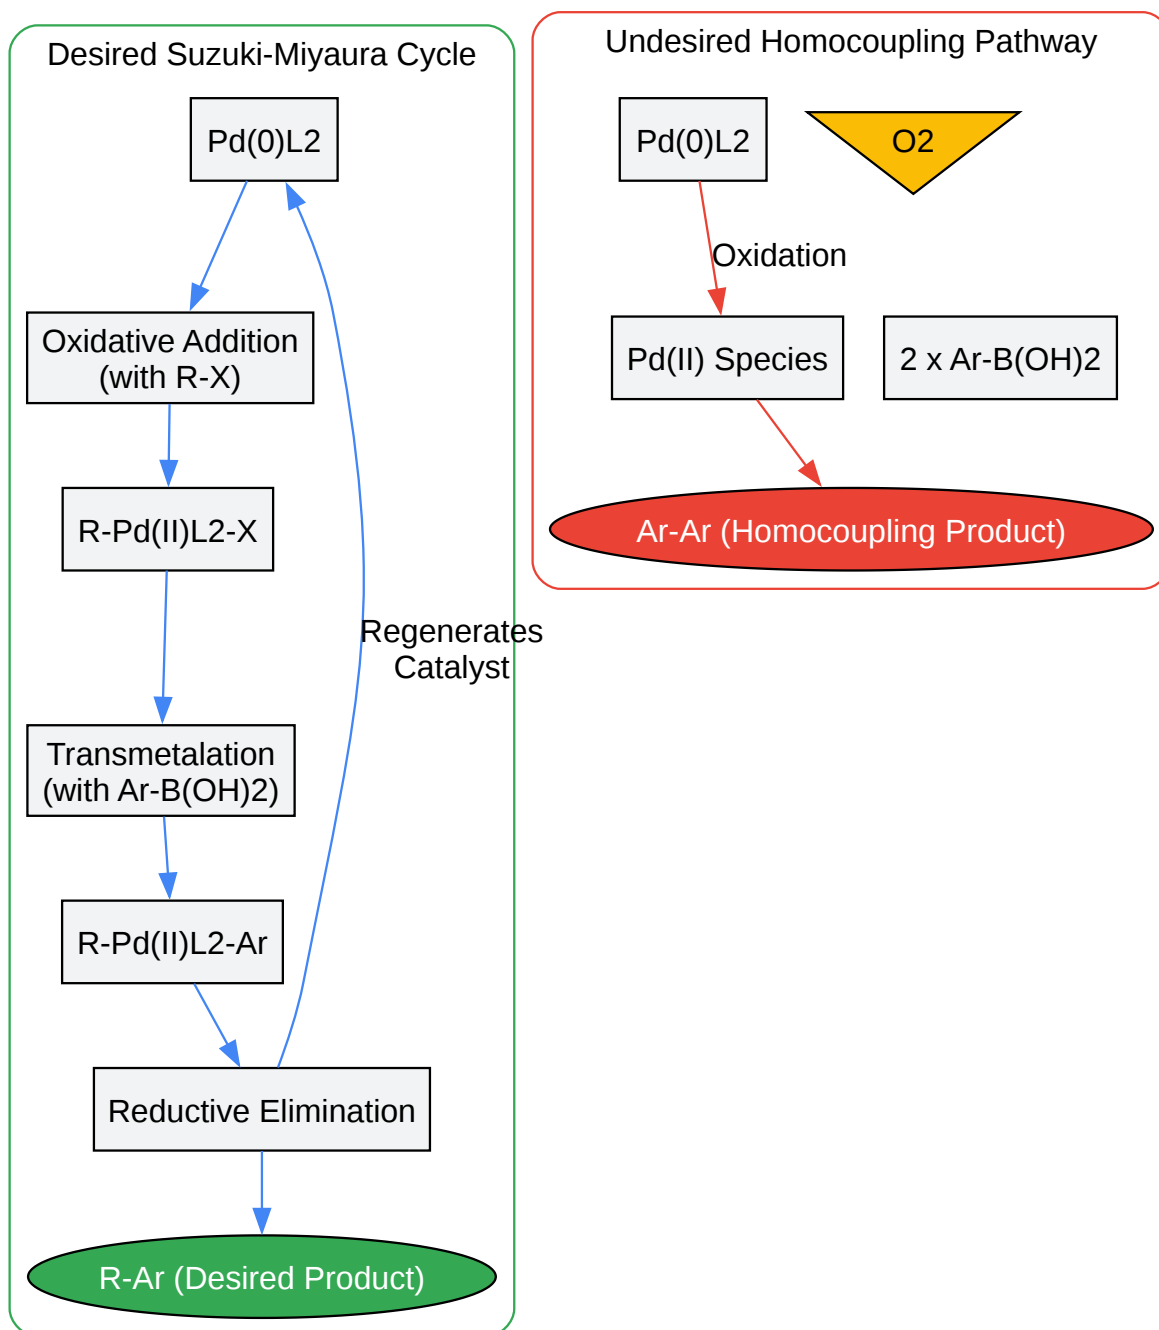 Desired Suzuki-Miyaura Cycle
Pd(0)L2
Oxidative Addition
(with R-X)
R-Pd(II)L2-X
Regenerates
Catalyst
Transmetalation
(with Ar-B(OH)2)
R-Pd(II)L2-Ar
Reductive Elimination
R-Ar (Desired Product)
Undesired Homocoupling Pathway
Pd(0)L2
O2
Oxidation
Pd(II) Species
2 x Ar-B(OH)2
Ar-Ar (Homocoupling Product)